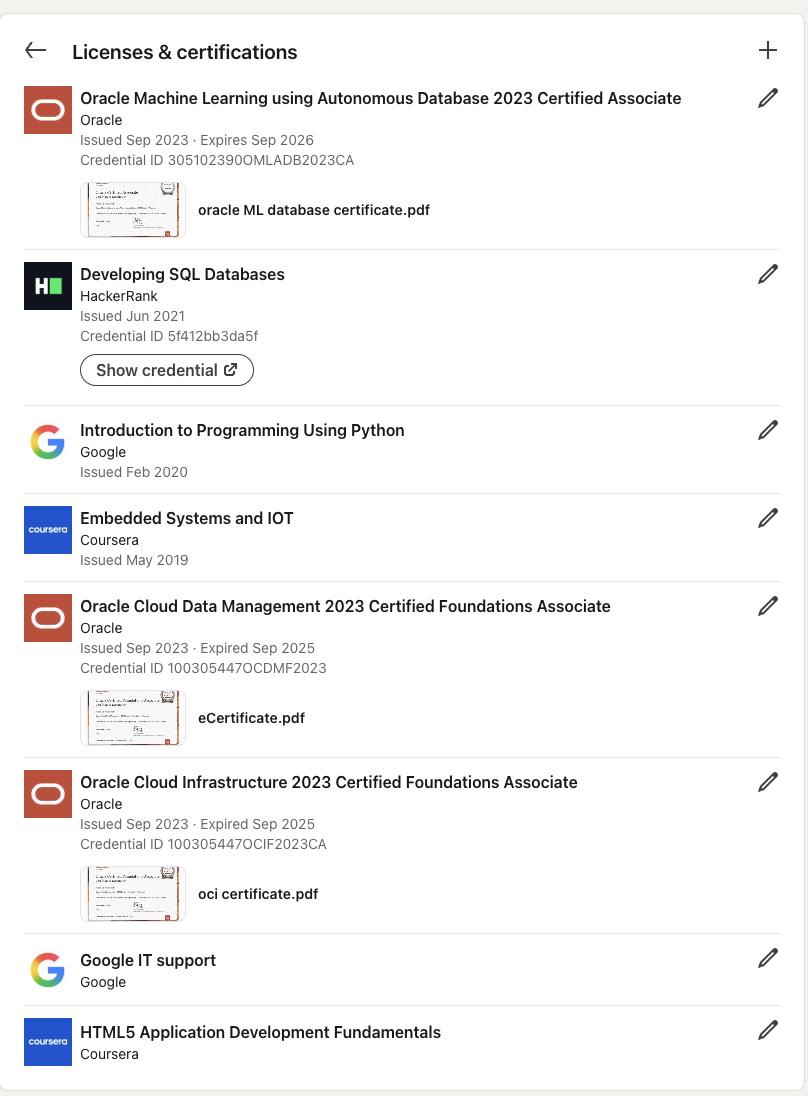 Licenses & certifications
Oracle Machine Learning using Autonomous Database 2023 Certified Associate
Oracle
Issued Sep 2023 · Expires Sep 2026
Credential ID 305102390OMLADB2023CA
oracle ML database certificate.pdf
H
Developing SQL Databases
HackerRank
Issued Jun 2021
Credential ID 5f412bb3da5f
Show credential
Introduction to Programming Using Python
Google
Issued Feb 2020
coursera
Embedded Systems and IOT
Coursera
Issued May 2019
Oracle Cloud Data Management 2023 Certified Foundations Associate
Oracle
Issued Sep 2023 · Expired Sep 2025
Credential ID 100305447OCDMF2023
eCertificate.pdf
Oracle Cloud Infrastructure 2023 Certified Foundations Associate
Oracle
Issued Sep 2023 · Expired Sep 2025
Credential ID 100305447OCIF2023CA
oci certificate.pdf
Google IT support
Google
coursera
HTML5 Application Development Fundamentals
Coursera